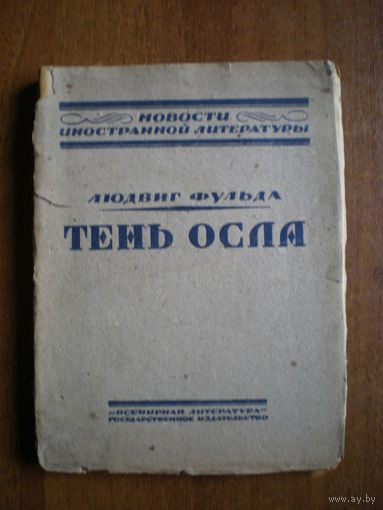 НОВОСТИ
ИНОСТРАННОЙ ЛИТЕРАТУРЫ
ЛЮДВИГ ФУЛЬДА
ТЕНЬ ОСЛА
„ВСЕМИРНАЯ ЛИТЕРАТУРА"
ГОСУДАРСТВЕННОЕ ИЗДАТЕЛЬСТВО
www.ay.by